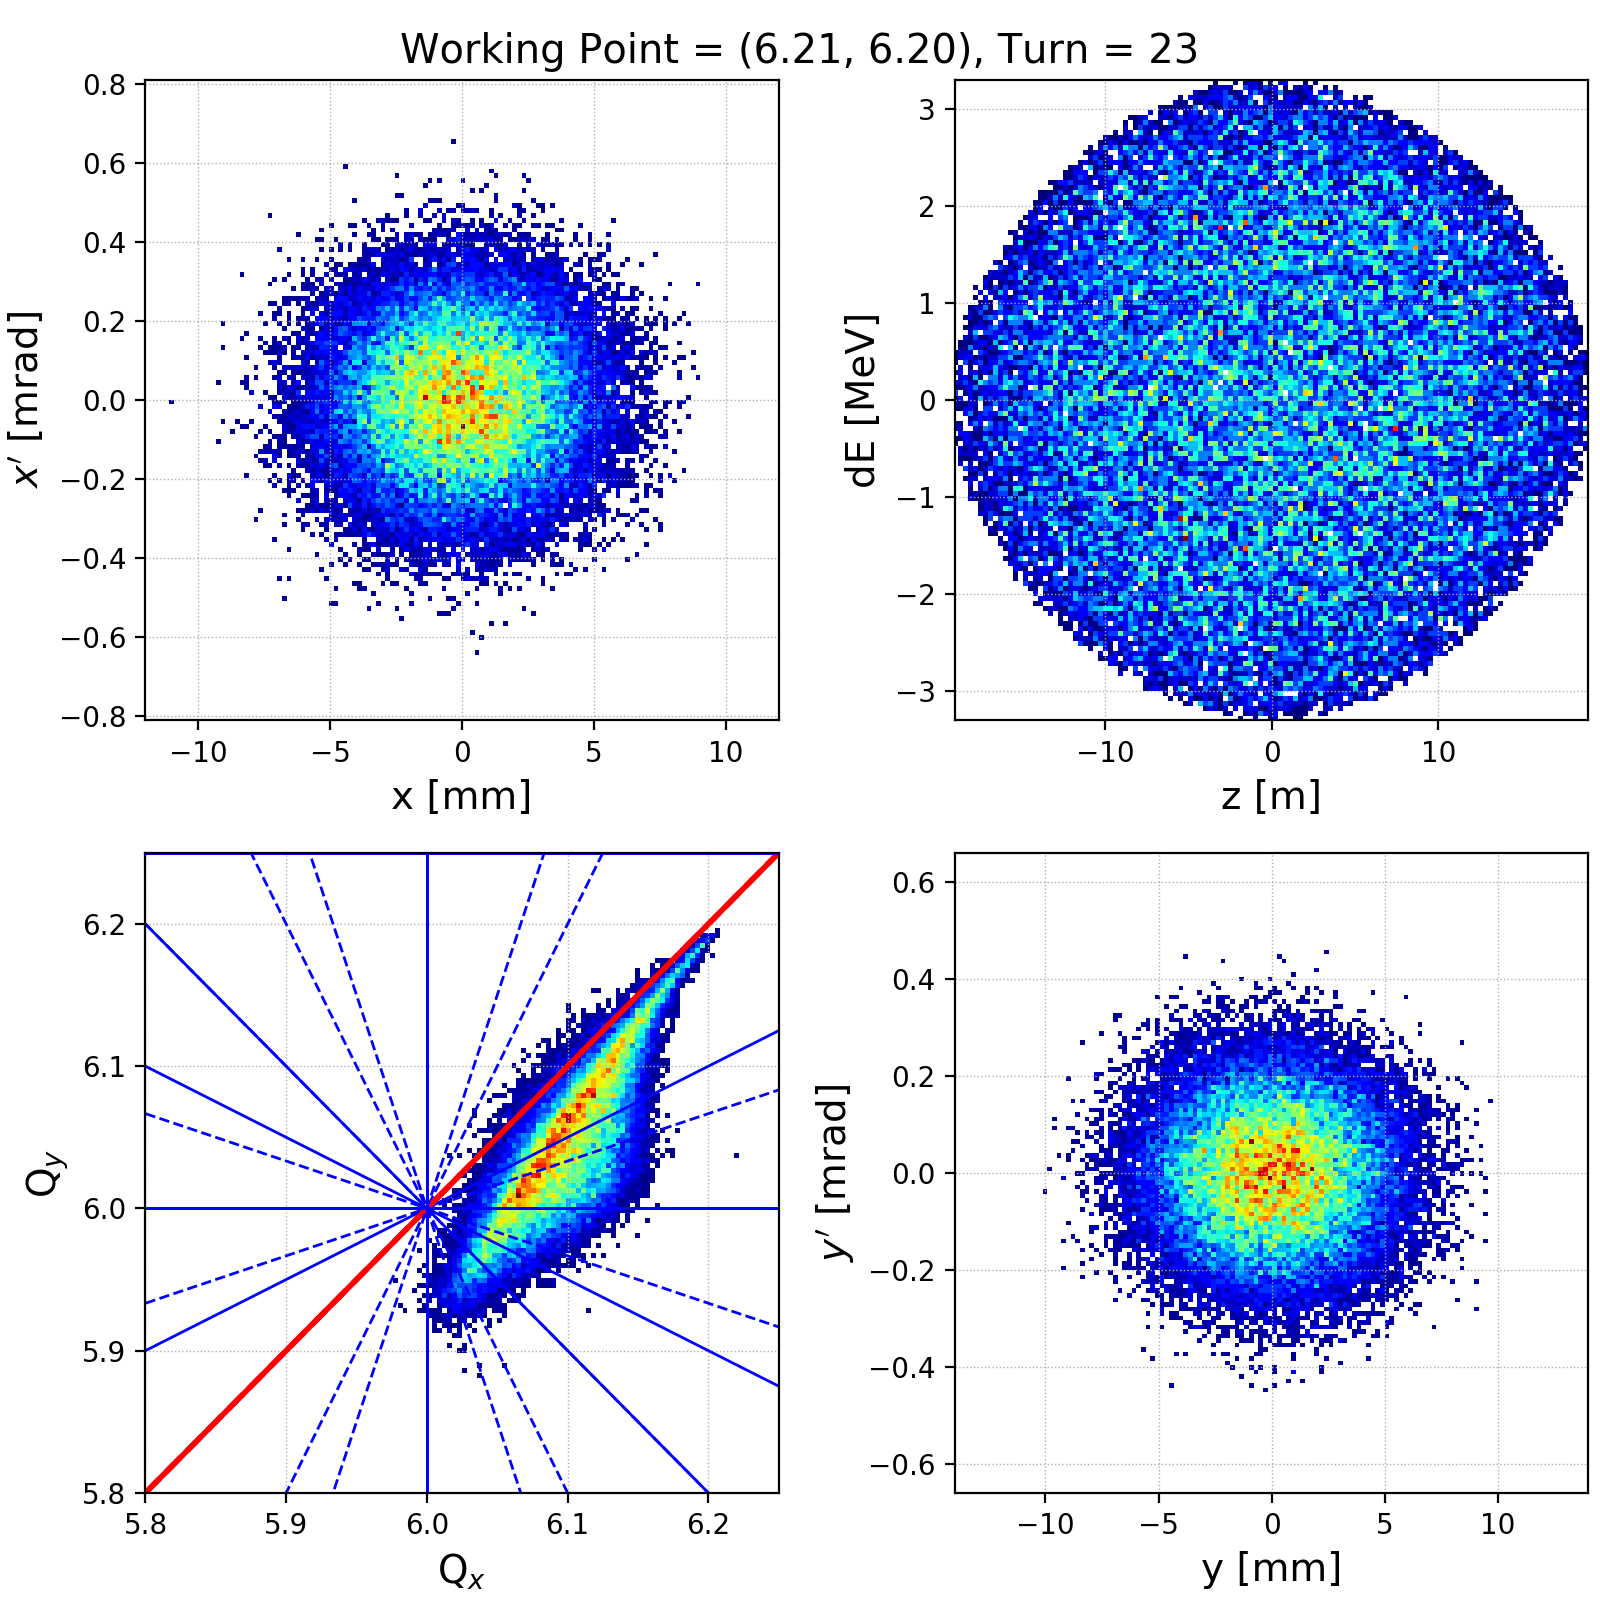 Working Point = (6.21, 6.20), Turn = 23
0.8
0.6
0.4
0.2
0.0
−0.2
−0.4
−0.6
−0.8
x′ [mrad]
−10 −5 0 5 10
x [mm]
3
2
1
0
−1
−2
−3
dE [MeV]
−10 0 10
z [m]
6.2
6.1
6.0
5.9
5.8
Qy
5.8 5.9 6.0 6.1 6.2
Qx
0.6
0.4
0.2
0.0
−0.2
−0.4
−0.6
y′ [mrad]
−10 −5 0 5 10
y [mm]